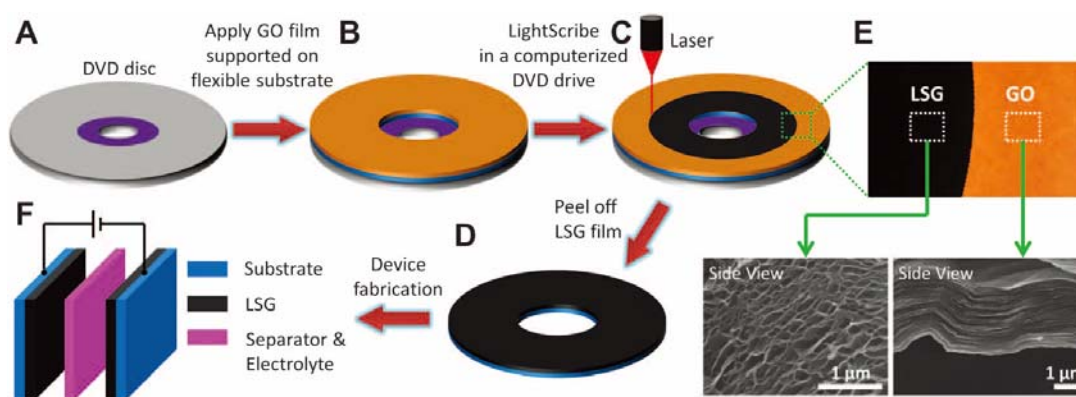 A
DVD disc
Apply GO film
supported on
flexible substrate
B
LightScribe
in a computerized
DVD drive
C
Laser
E
LSG
GO
Peel off
LSG film
D
Device
fabrication
F
Substrate
LSG
Separator &
Electrolyte
Side View
1 µm
Side View
1 µm